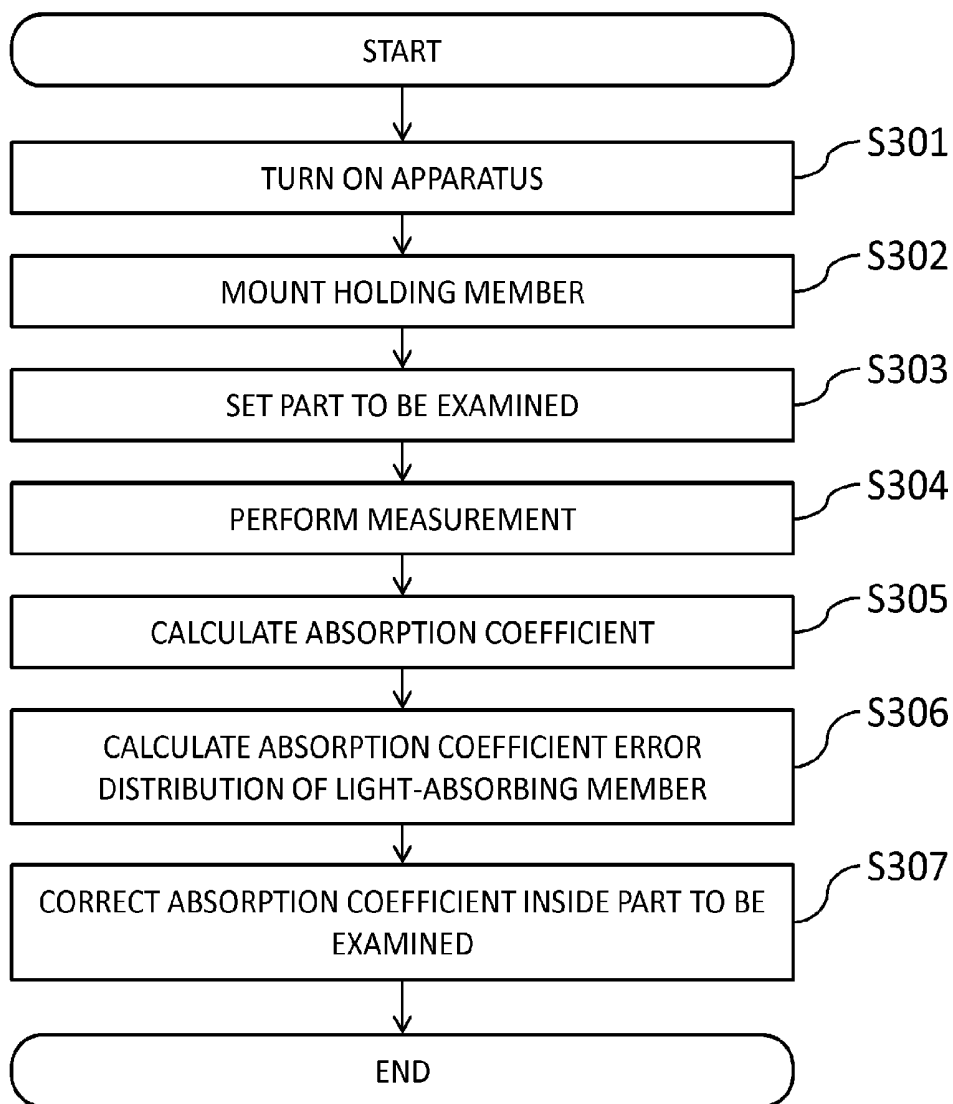 START
S301
TURN ON APPARATUS
S302
MOUNT HOLDING MEMBER
S303
SET PART TO BE EXAMINED
S304
PERFORM MEASUREMENT
S305
CALCULATE ABSORPTION COEFFICIENT
S306
CALCULATE ABSORPTION COEFFICIENT ERROR
DISTRIBUTION OF LIGHT-ABSORBING MEMBER
S307
CORRECT ABSORPTION COEFFICIENT INSIDE PART TO BE
EXAMINED
END